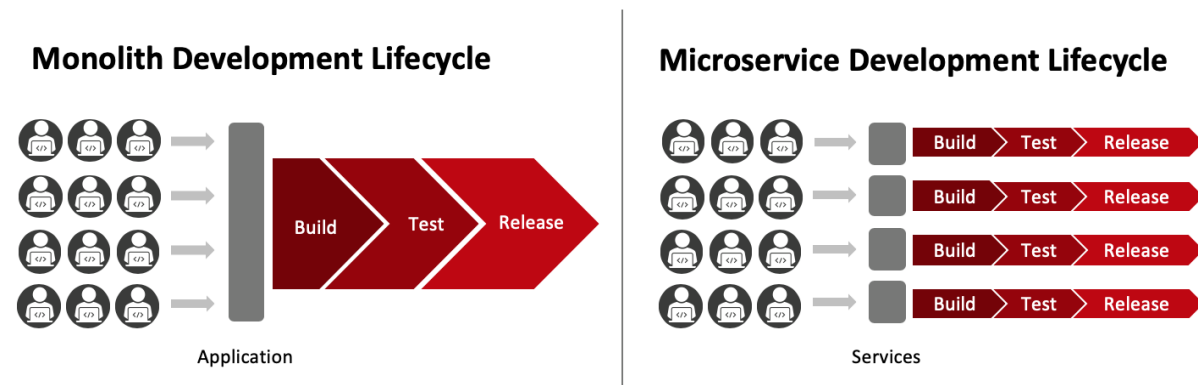 Monolith Development Lifecycle
Build
Test
Release
Application
Microservice Development Lifecycle
Build Test Release
Build Test Release
Build Test Release
Build Test Release
Services